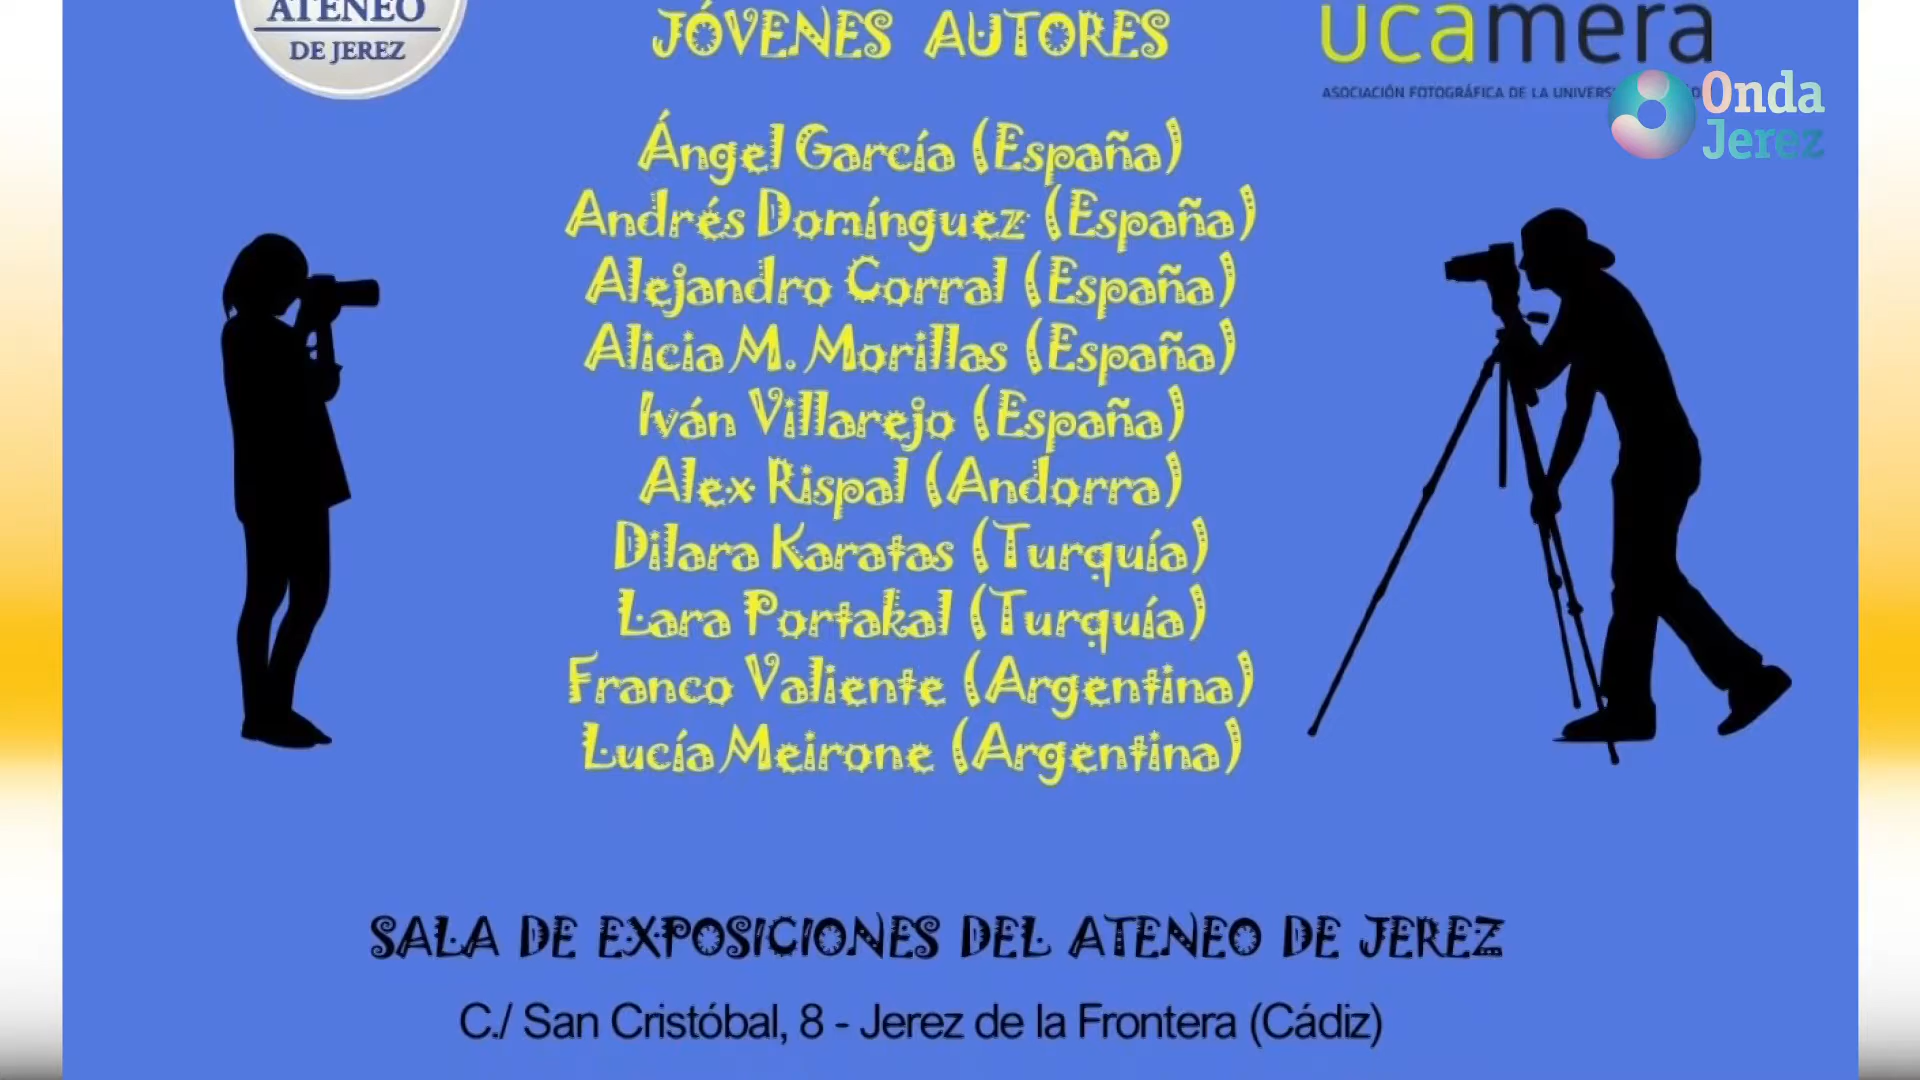 ATENEO
DE JEREZ
JÓVENES AUTORES
ucamera
ASOCIACIÓN FOTOGRÁFICA DE LA
Onda
Jerez
Ángel García (España)
Andrés Domínguez (España)
Alejandro Corral (España)
Alicia M. Morillas (España)
Iván Villarejo (España)
Alex Rispal (Andorra)
Dilara Karatas (Turquía)
Lara Portakal (Turquía)
Franco Valiente (Argentina)
Lucía Meirone (Argentina)
SALA DE EXPOSICIONES DEL ATENEO DE JEREZ
C./ San Cristóbal, 8 - Jerez de la Frontera (Cádiz)